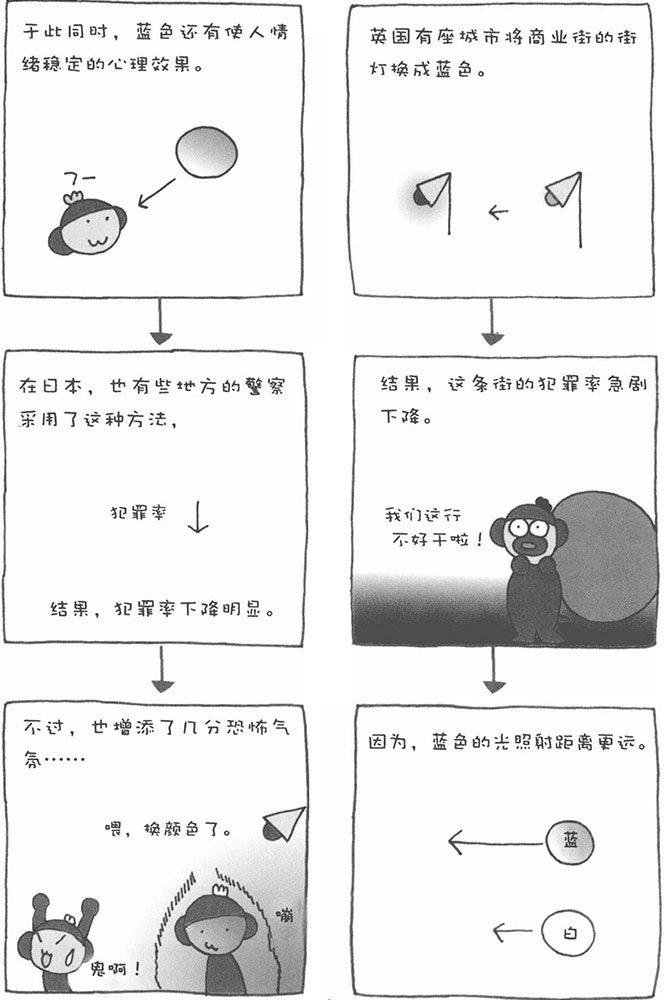 英国有座城市将商业街的街
灯换成蓝色。
结果，这条街的犯罪率急剧
下降。
我们这行
不好干啦！
因为，蓝色的光照射距离更远。
蓝
白
于此同时，蓝色还有使人情
绪稳定的心理效果。
フー
在日本，也有些地方的警察
采用了这种方法，
犯罪率
结果，犯罪率下降明显。
不过，也增添了几分恐怖气
氛……
喂，换颜色了。
嘣
鬼啊！